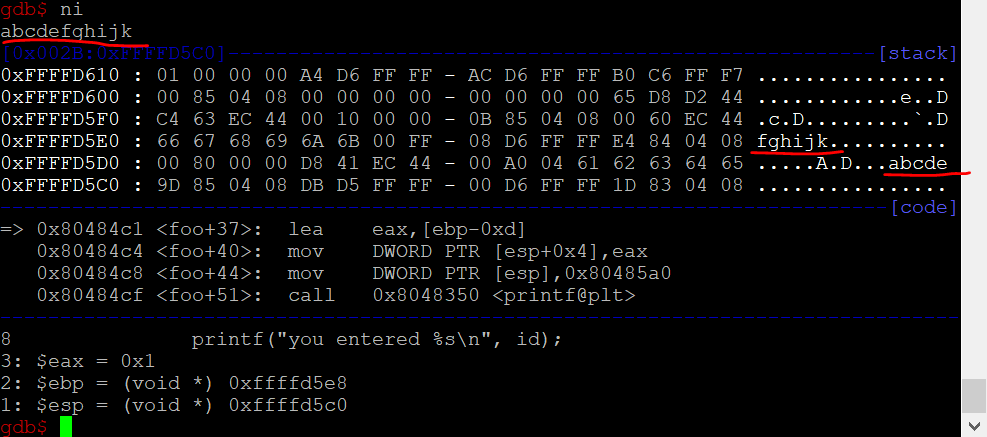 gdb$ ni
abcdefghijk
[0x002B:0xFFFFD5C0]------------------------------[stack]
0xFFFFD610 : 01 00 00 00 A4 D6 FF FF - AC D6 FF FF B0 C6 FF F7 ................
0xFFFFD600 : 00 85 04 08 00 00 00 00 - 00 00 00 00 65 D8 D2 44 ............e..D
0xFFFFD5F0 : C4 63 EC 44 00 10 00 00 - 0B 85 04 08 00 60 EC 44 .c.D.........`.D
0xFFFFD5E0 : 66 67 68 69 6A 6B 00 FF - 08 D6 FF FF E4 84 04 08 fghijk..........
0xFFFFD5D0 : 00 80 00 00 D8 41 EC 44 - 00 A0 04 61 62 63 64 65 .....A.D...abcde
0xFFFFD5C0 : 9D 85 04 08 DB D5 FF FF - 00 D6 FF FF 1D 83 04 08 ................
[code]
=> 0x80484c1 <foo+37>: lea eax,[ebp-0xd]
0x80484c4 <foo+40>: mov DWORD PTR [esp+0x4],eax
0x80484c8 <foo+44>: mov DWORD PTR [esp],0x80485a0
0x80484cf <foo+51>: call 0x8048350 <printf@plt>
8 printf("you entered %s\n", id);
3: $eax = 0x1
2: $ebp = (void *) 0xffffd5e8
1: $esp = (void *) 0xffffd5c0
gdb$